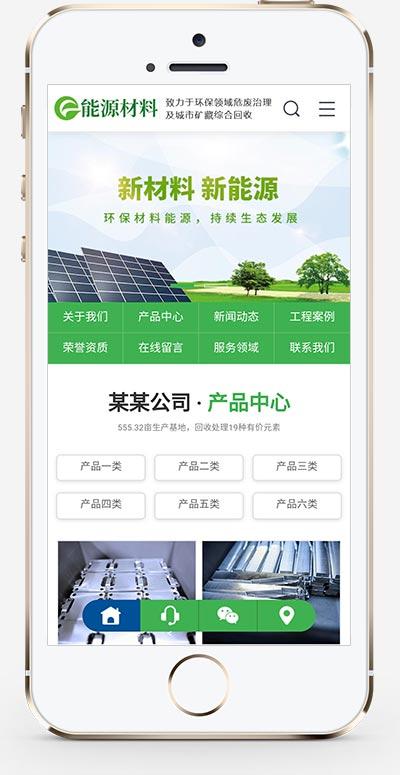 能源材料
致力于环保领域危废治理
及城市矿藏综合回收
新材料 新能源
环保材料能源，持续生态发展
关于我们 产品中心 新闻动态 工程案例
荣誉资质 在线留言 服务领域 联系我们
某某公司 · 产品中心
555.32亩生产基地，回收处理19种有价元素
产品一类 产品二类 产品三类
产品四类 产品五类 产品六类